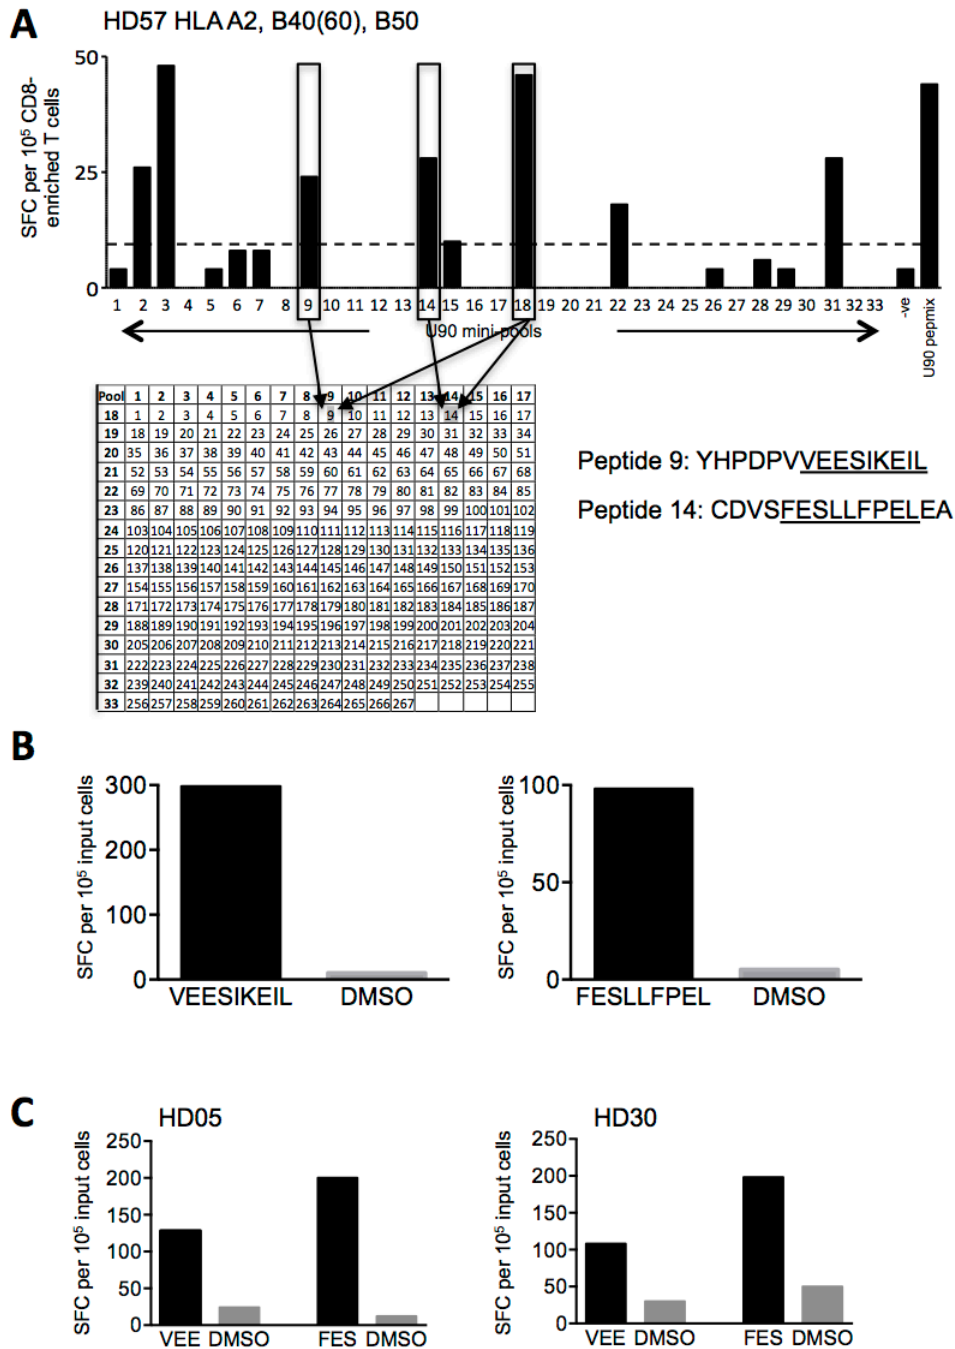 A
HD57 HLA A2, B40(60), B50
SFC per 10⁵ CD8-
enriched T cells
50
25
0
1 2 3 4 5 6 7 8 9 10 11 12 13 14 15 16 17 18 19 20 21 22 23 24 25 26 27 28 29 30 31 32 33 -ve U90 pepmix
U90 mini-pools
Pool 1 2 3 4 5 6 7 8 9 10 11 12 13 14 15 16 17
18 1 2 3 4 5 6 7 8 9 10 11 12 13 14 15 16 17
19 18 19 20 21 22 23 24 25 26 27 28 29 30 31 32 33 34
20 35 36 37 38 39 40 41 42 43 44 45 46 47 48 49 50 51
21 52 53 54 55 56 57 58 59 60 61 62 63 64 65 66 67 68
22 69 70 71 72 73 74 75 76 77 78 79 80 81 82 83 84 85
23 86 87 88 89 90 91 92 93 94 95 96 97 98 99 100 101 102
24 103 104 105 106 107 108 109 110 111 112 113 114 115 116 117 118 119
25 120 121 122 123 124 125 126 127 128 129 130 131 132 133 134 135 136
26 137 138 139 140 141 142 143 144 145 146 147 148 149 150 151 152 153
27 154 155 156 157 158 159 160 161 162 163 164 165 166 167 168 169 170
28 171 172 173 174 175 176 177 178 179 180 181 182 183 184 185 186 187
29 188 189 190 191 192 193 194 195 196 197 198 199 200 201 202 203 204
30 205 206 207 208 209 210 211 212 213 214 215 216 217 218 219 220 221
31 222 223 224 225 226 227 228 229 230 231 232 233 234 235 236 237 238
32 239 240 241 242 243 244 245 246 247 248 249 250 251 252 253 254 255
33 256 257 258 259 260 261 262 263 264 265 266 267
Peptide 9: YHPDPVVEESIKEIL
Peptide 14: CDVSFESLLFPELEA
B
SFC per 10⁵ input cells
300
200
100
0
VEESIKEIL DMSO
SFC per 10⁵ input cells
100
50
0
FESLLFPEL DMSO
C
HD05
SFC per 10⁵ input cells
250
200
150
100
50
0
VEE DMSO FES DMSO
HD30
SFC per 10⁵ input cells
250
200
150
100
50
0
VEE DMSO FES DMSO